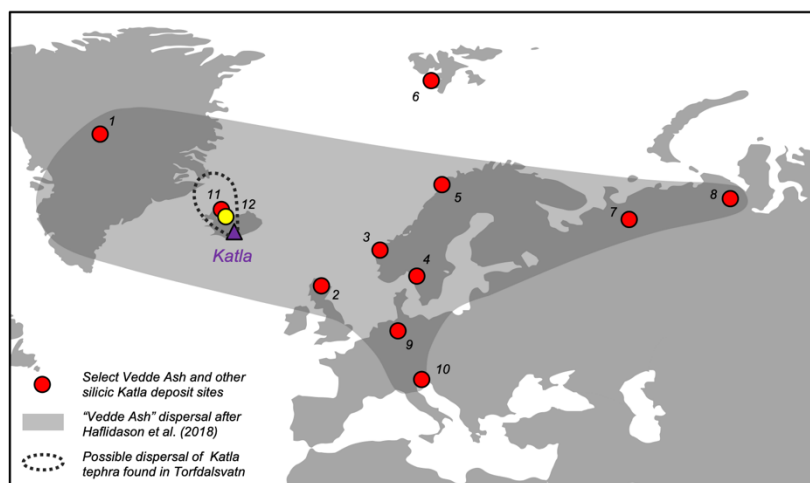 6
1
8
11
12
5
7
Katla
3
4
2
9
10
Select Vedde Ash and other
silicic Katla deposit sites
“Vedde Ash” dispersal after
Haflidason et al. (2018)
Possible dispersal of Katla
tephra found in Torfdalsvatn